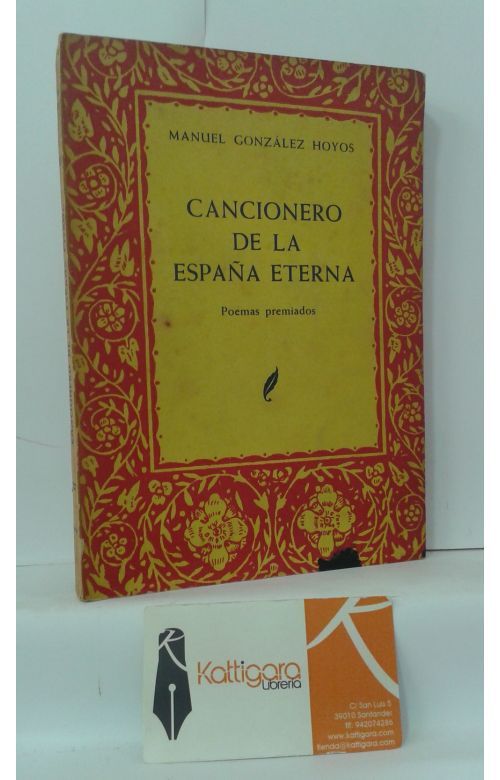 MANUEL GONZÁLEZ HOYOS
CANCIONERO
DE LA
ESPAÑA ETERNA
Poemas premiados
Kattigara
Librería
C/ San Luis 5
39010 Santander
tlf: 942074286
www.kattigara.com
tienda@kattigara.com